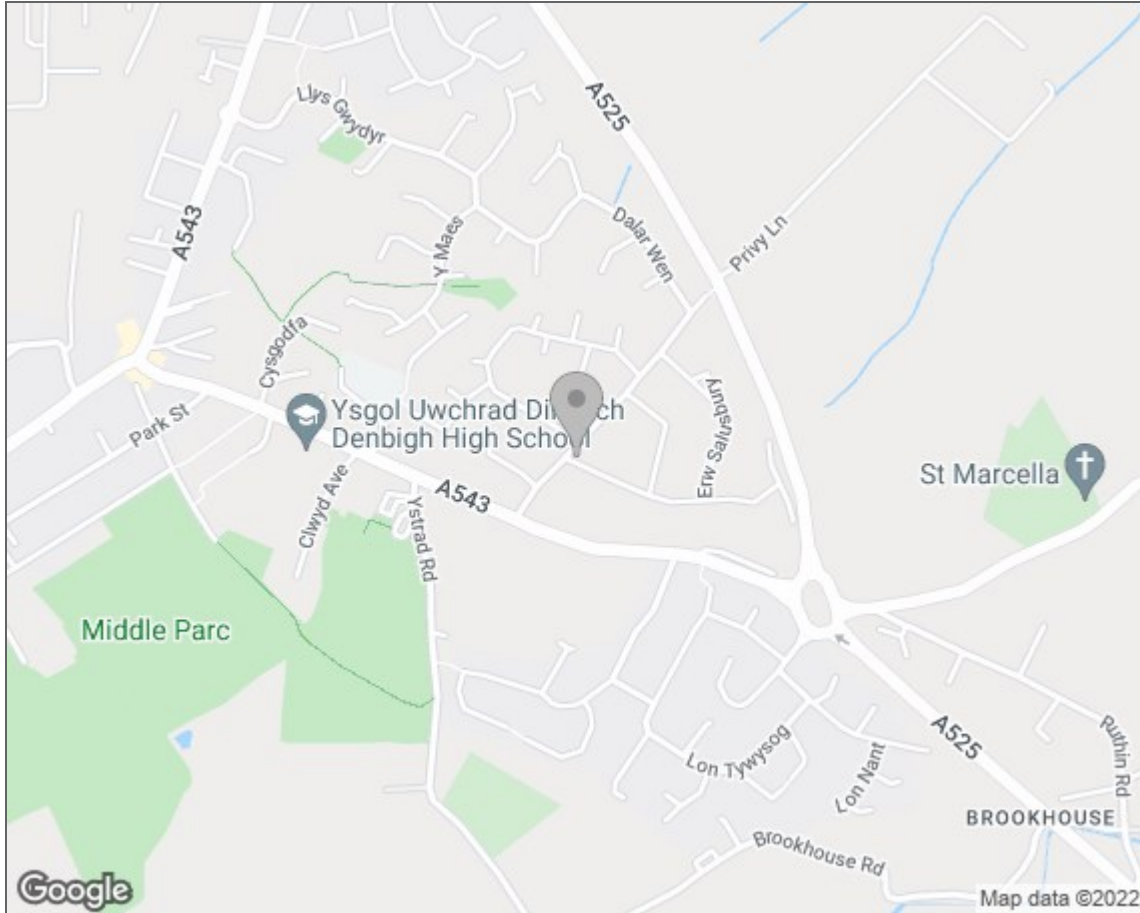 Llys Gwydyr
A525
A543
Y Maes
Dalar Wen
Privy Ln
Cysgodfa
Park St
Ysgol Uwchrad Di ch
Denbigh High School
Erw Salusbury
St Marcella
Clwyd Ave
A543
Ystrad Rd
Middle Parc
A525
Lon Tywysog
Lon Nant
Ruthin Rd
BROOKHOUSE
Brookhouse Rd
Google
Map data ©2022